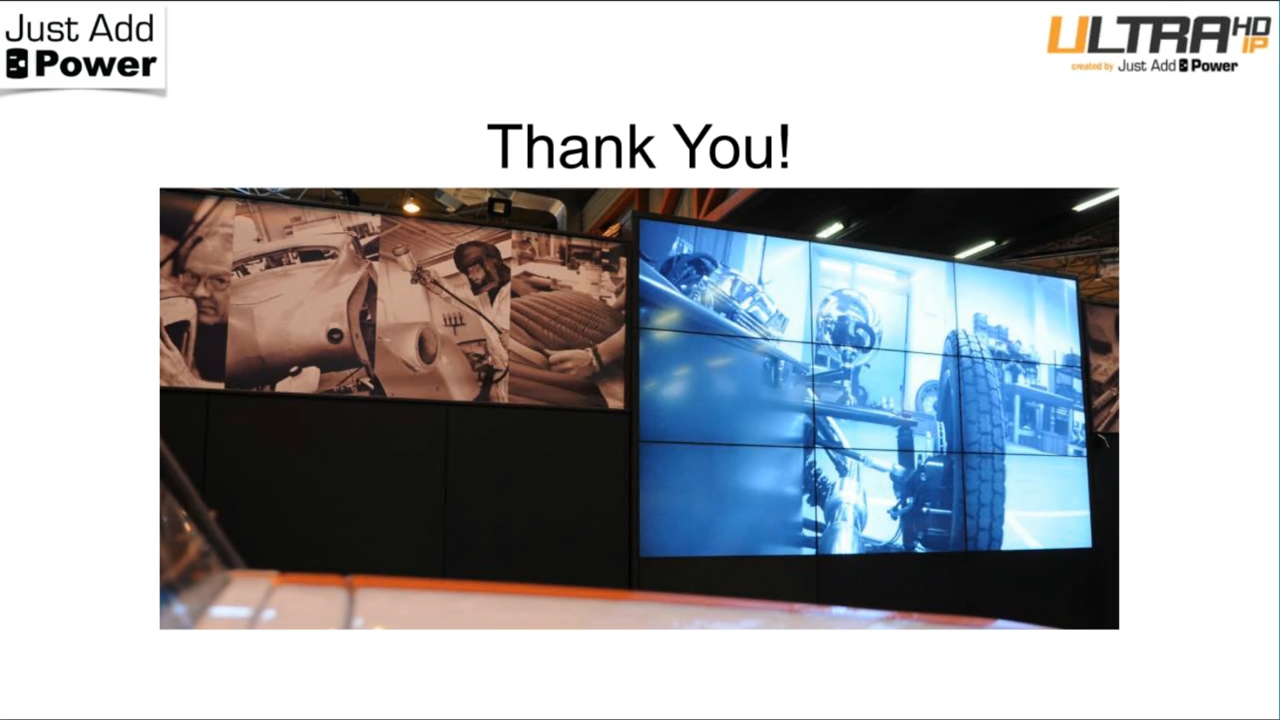 Just Add
Power
ULTRA HD IP
created by Just Add Power
Thank You!